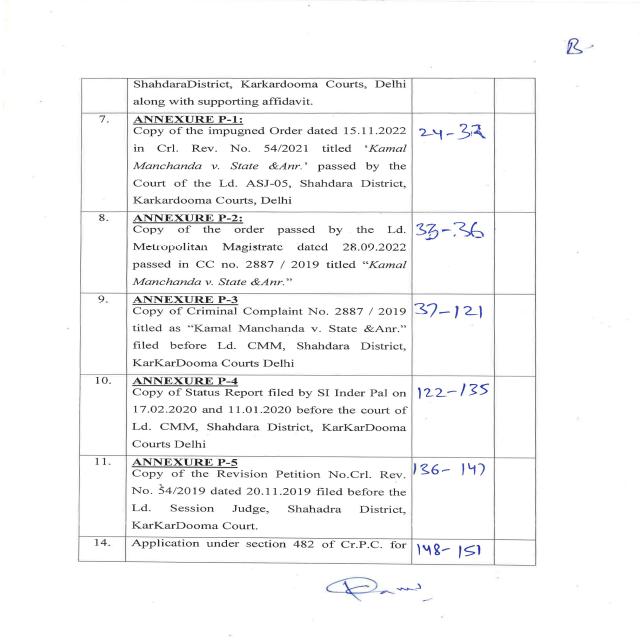 B
ShahdaraDistrict, Karkardooma Courts, Delhi
along with supporting affidavit.
7. ANNEXURE P-1:
Copy of the impugned Order dated 15.11.2022 24-32
in Crl. Rev. No. 54/2021 titled ‘Kamal
Manchanda v. State &Anr.’ passed by the
Court of the Ld. ASJ-05, Shahdara District,
Karkardooma Courts, Delhi
8. ANNEXURE P-2:
Copy of the order passed by the Ld. 33-36
Metropolitan Magistrate dated 28.09.2022
passed in CC no. 2887 / 2019 titled “Kamal
Manchanda v. State &Anr.”
9. ANNEXURE P-3
Copy of Criminal Complaint No. 2887 / 2019 37-121
titled as “Kamal Manchanda v. State &Anr.”
filed before Ld. CMM, Shahdara District,
KarKarDooma Courts Delhi
10. ANNEXURE P-4
Copy of Status Report filed by SI Inder Pal on 122-135
17.02.2020 and 11.01.2020 before the court of
Ld. CMM, Shahdara District, KarKarDooma
Courts Delhi
11. ANNEXURE P-5
Copy of the Revision Petition No.Crl. Rev. 136-147
No. 54/2019 dated 20.11.2019 filed before the
Ld. Session Judge, Shahadra District,
KarKarDooma Court.
14. Application under section 482 of Cr.P.C. for 148-151